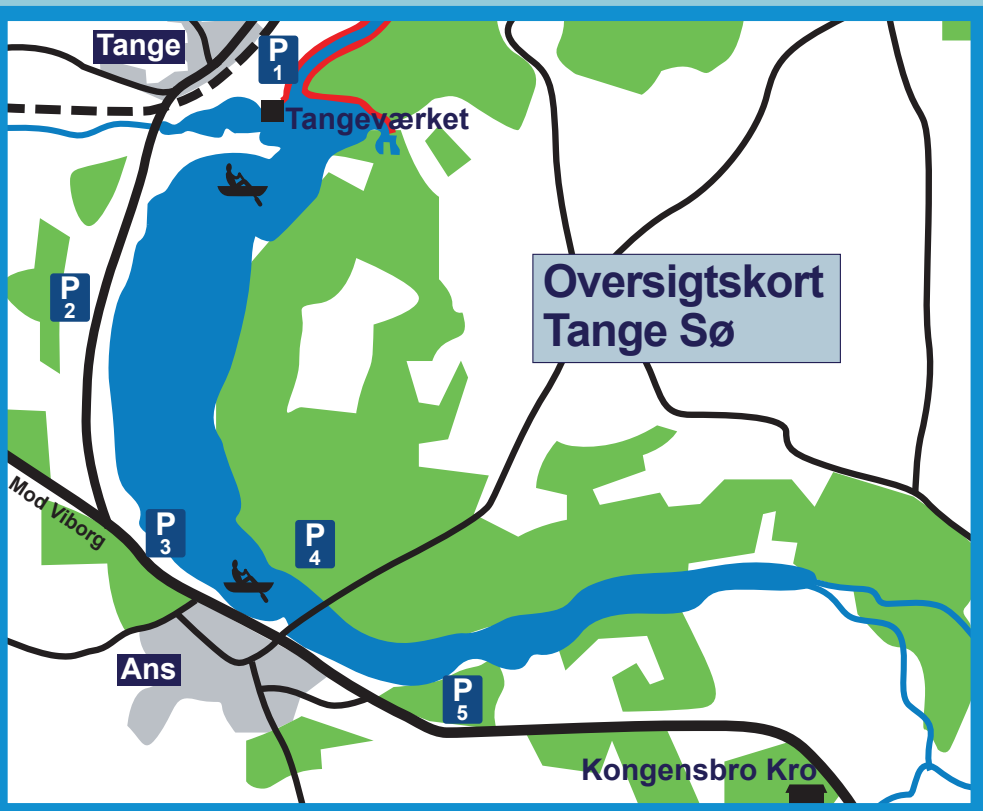 Tange
P
1
Tangeværket
P
2
Oversigtskort
Tange Sø
Mod Viborg
P
3
P
4
Ans
P
5
Kongensbro Kro